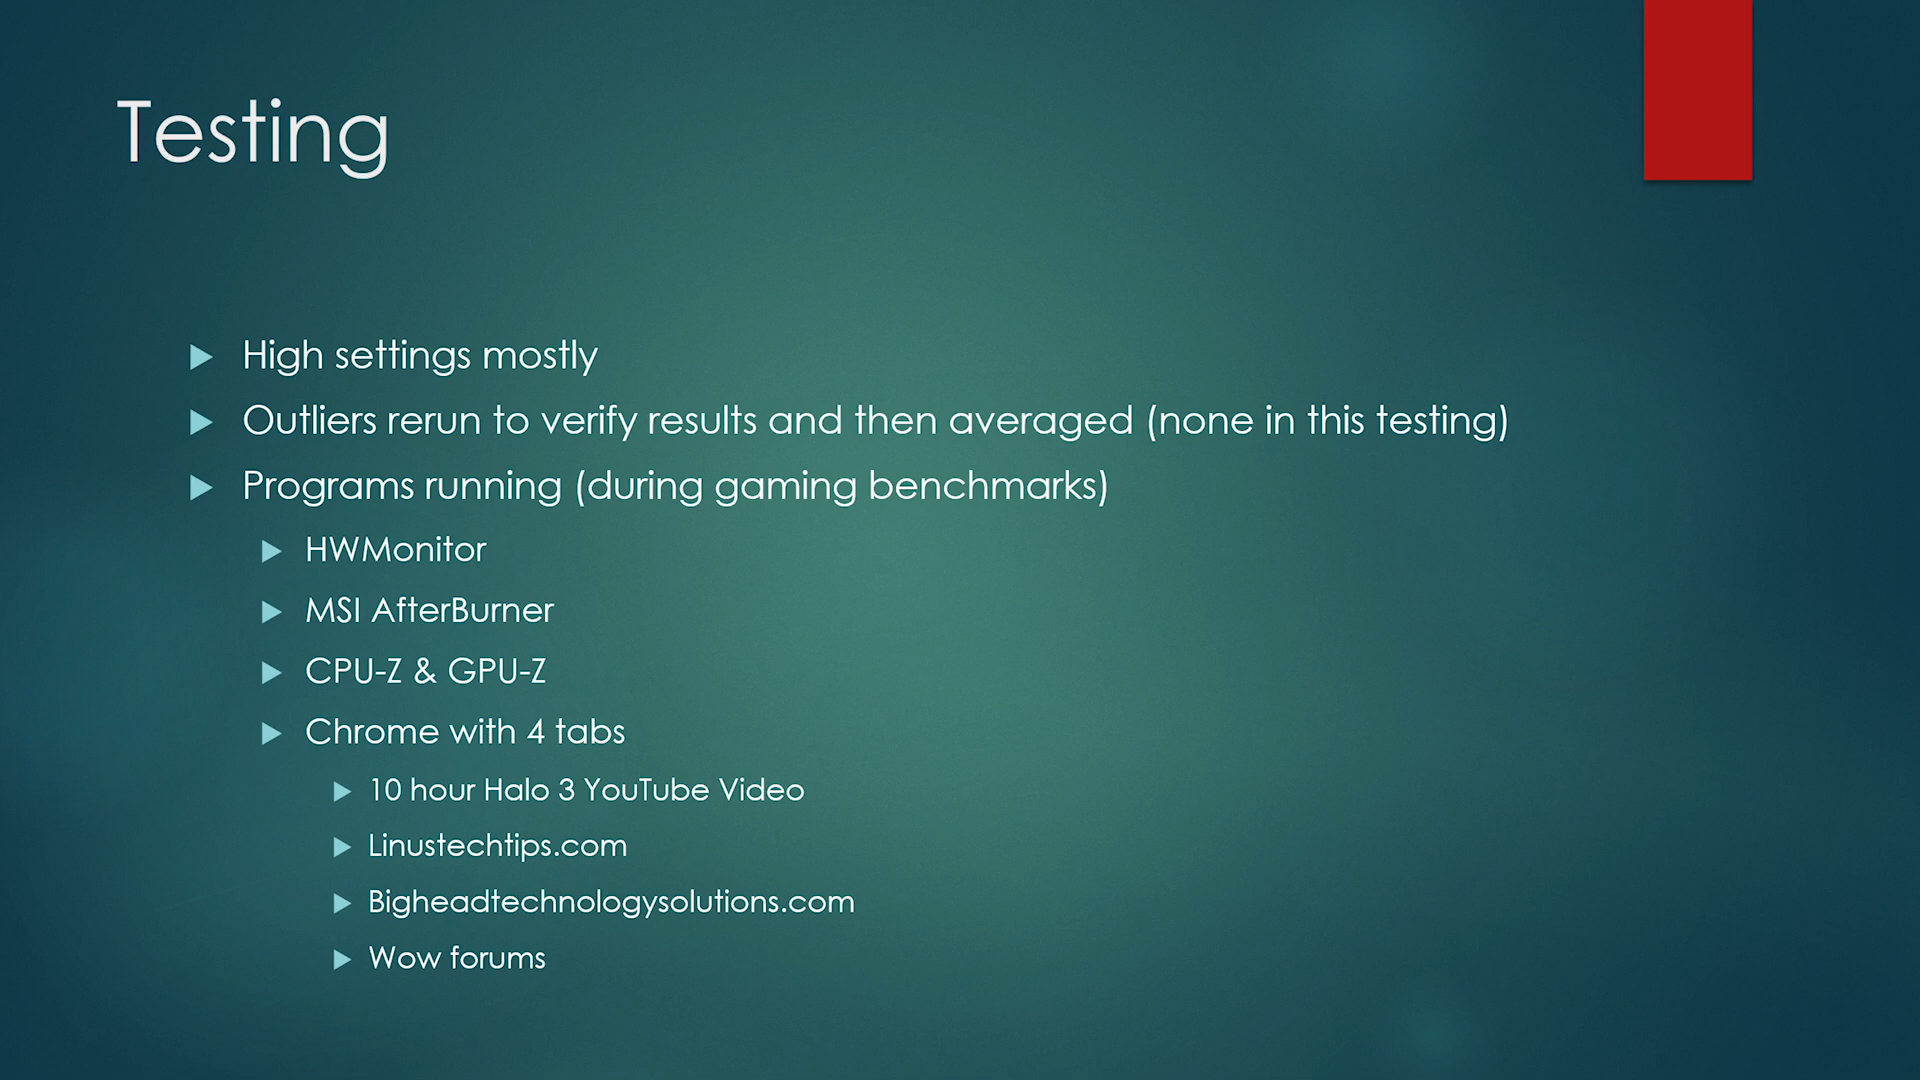 Testing
High settings mostly
Outliers rerun to verify results and then averaged (none in this testing)
Programs running (during gaming benchmarks)
HWMonitor
MSI AfterBurner
CPU-Z & GPU-Z
Chrome with 4 tabs
10 hour Halo 3 YouTube Video
Linustechtips.com
Bigheadtechnologysolutions.com
Wow forums